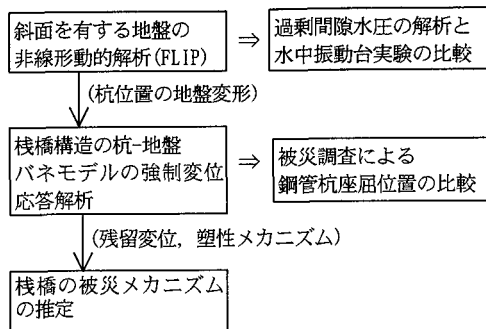 斜面を有する地盤の
非線形動的解析(FLIP)
⇒
過剰間隙水圧の解析と
水中振動台実験の比較
(杭位置の地盤変形)
桟橋構造の杭-地盤
バネモデルの強制変位
応答解析
⇒
被災調査による
鋼管杭座屈位置の比較
(残留変位，塑性メカニズム)
桟橋の被災メカニズム
の推定